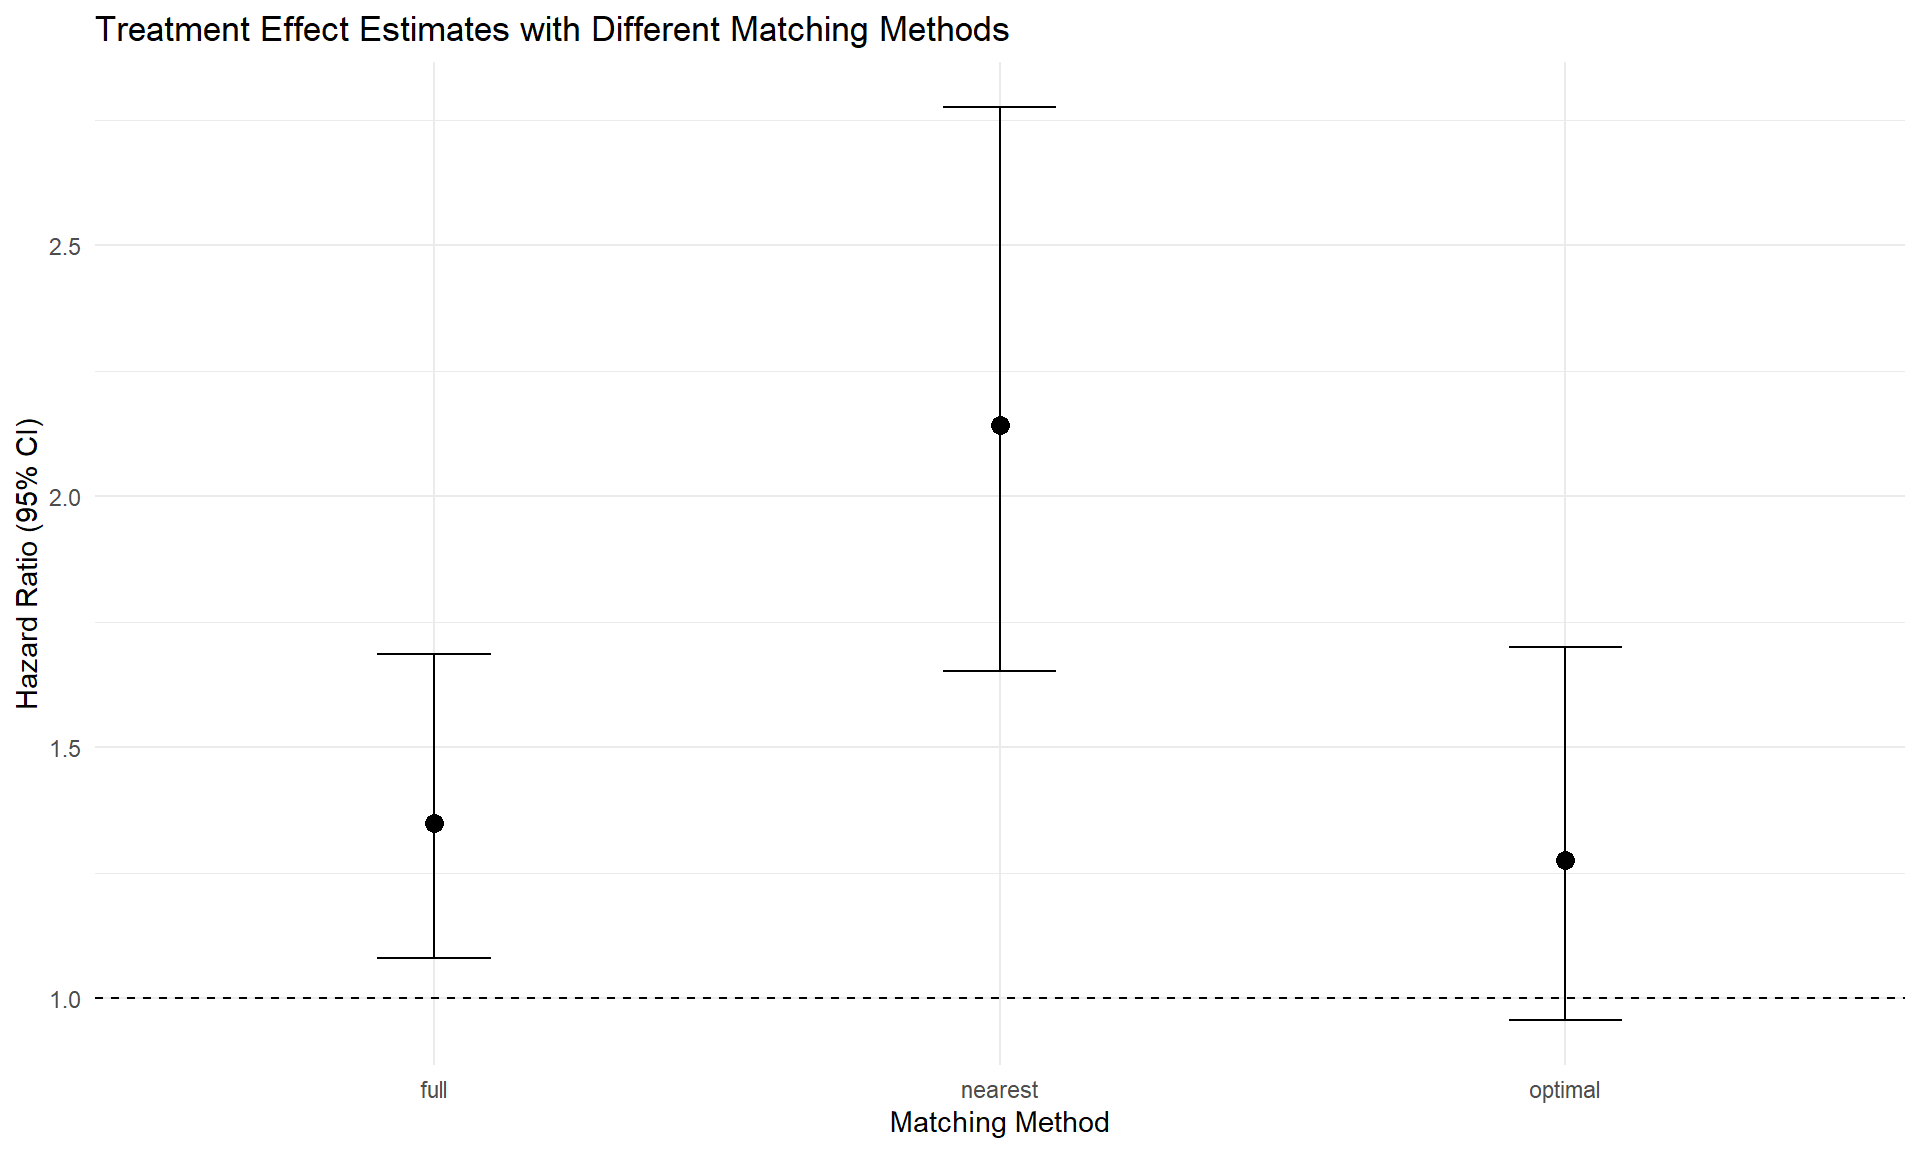 Treatment Effect Estimates with Different Matching Methods
Hazard Ratio (95% CI)
2.5
2.0
1.5
1.0
full
nearest
optimal
Matching Method